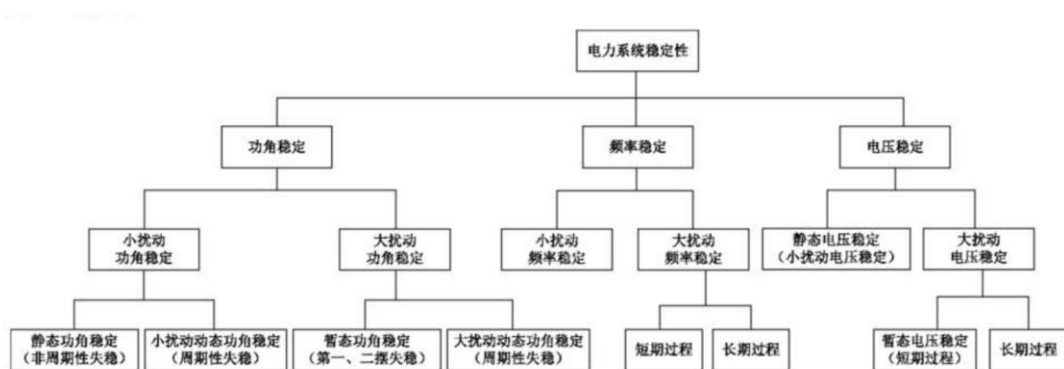 电力系统稳定性
功角稳定
频率稳定
电压稳定
小扰动
功角稳定
大扰动
功角稳定
小扰动
频率稳定
大扰动
频率稳定
静态电压稳定
（小扰动电压稳定）
大扰动
电压稳定
静态功角稳定
（非周期性失稳）
小扰动动态功角稳定
（周期性失稳）
暂态功角稳定
（第一、二摆失稳）
大扰动动态功角稳定
（周期性失稳）
短期过程
长期过程
暂态电压稳定
（短期过程）
长期过程